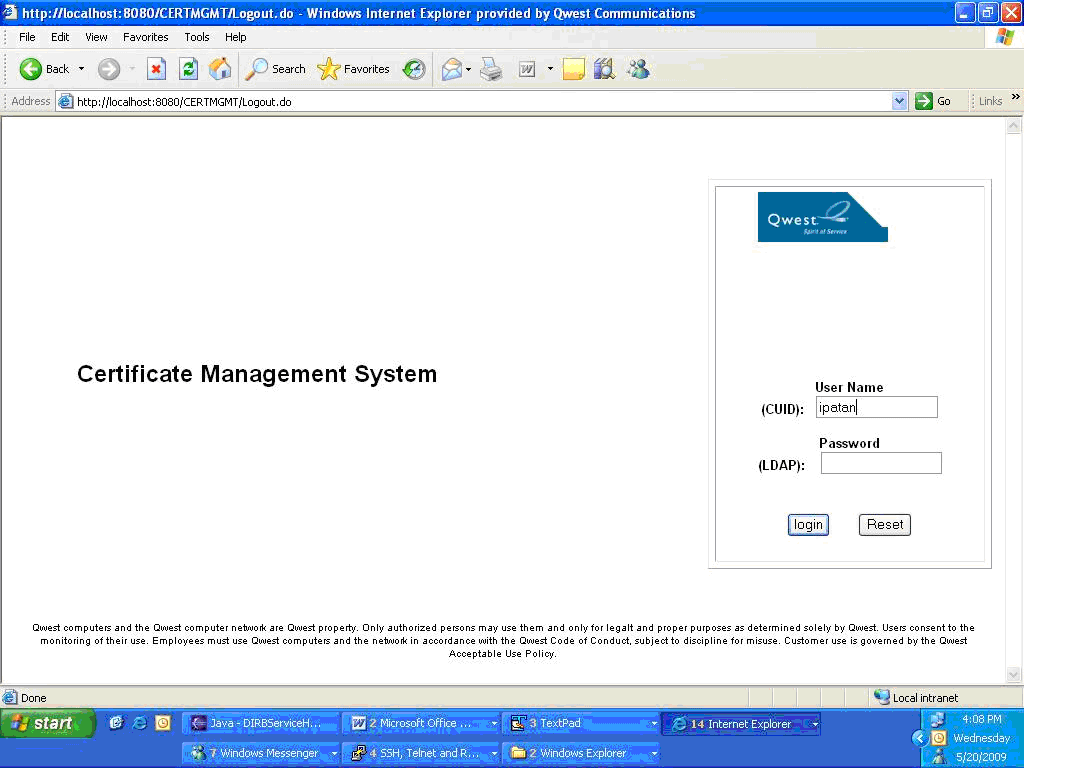 http://localhost:8080/CERTMGMT/Logout.do - Windows Internet Explorer provided by Qwest Communications
File Edit View Favorites Tools Help
Back Search Favorites
Address http://localhost:8080/CERTMGMT/Logout.do Go Links »
Qwest
Spirit of Service
Certificate Management System
User Name
(CUID): ipatan
Password
(LDAP):
login Reset
Qwest computers and the Qwest computer network are Qwest property. Only authorized persons may use them and only for legalt and proper purposes as determined solely by Qwest. Users consent to the
monitoring of their use. Employees must use Qwest computers and the network in accordance with the Qwest Code of Conduct, subject to discipline for misuse. Customer use is governed by the Qwest
Acceptable Use Policy.
Done Local intranet
start Java - DIRBServiceH... 2 Microsoft Office ... 3 TextPad 14 Internet Explorer 4:08 PM
Wednesday
7 Windows Messenger 4 SSH, Telnet and R... 2 Windows Explorer 5/20/2009